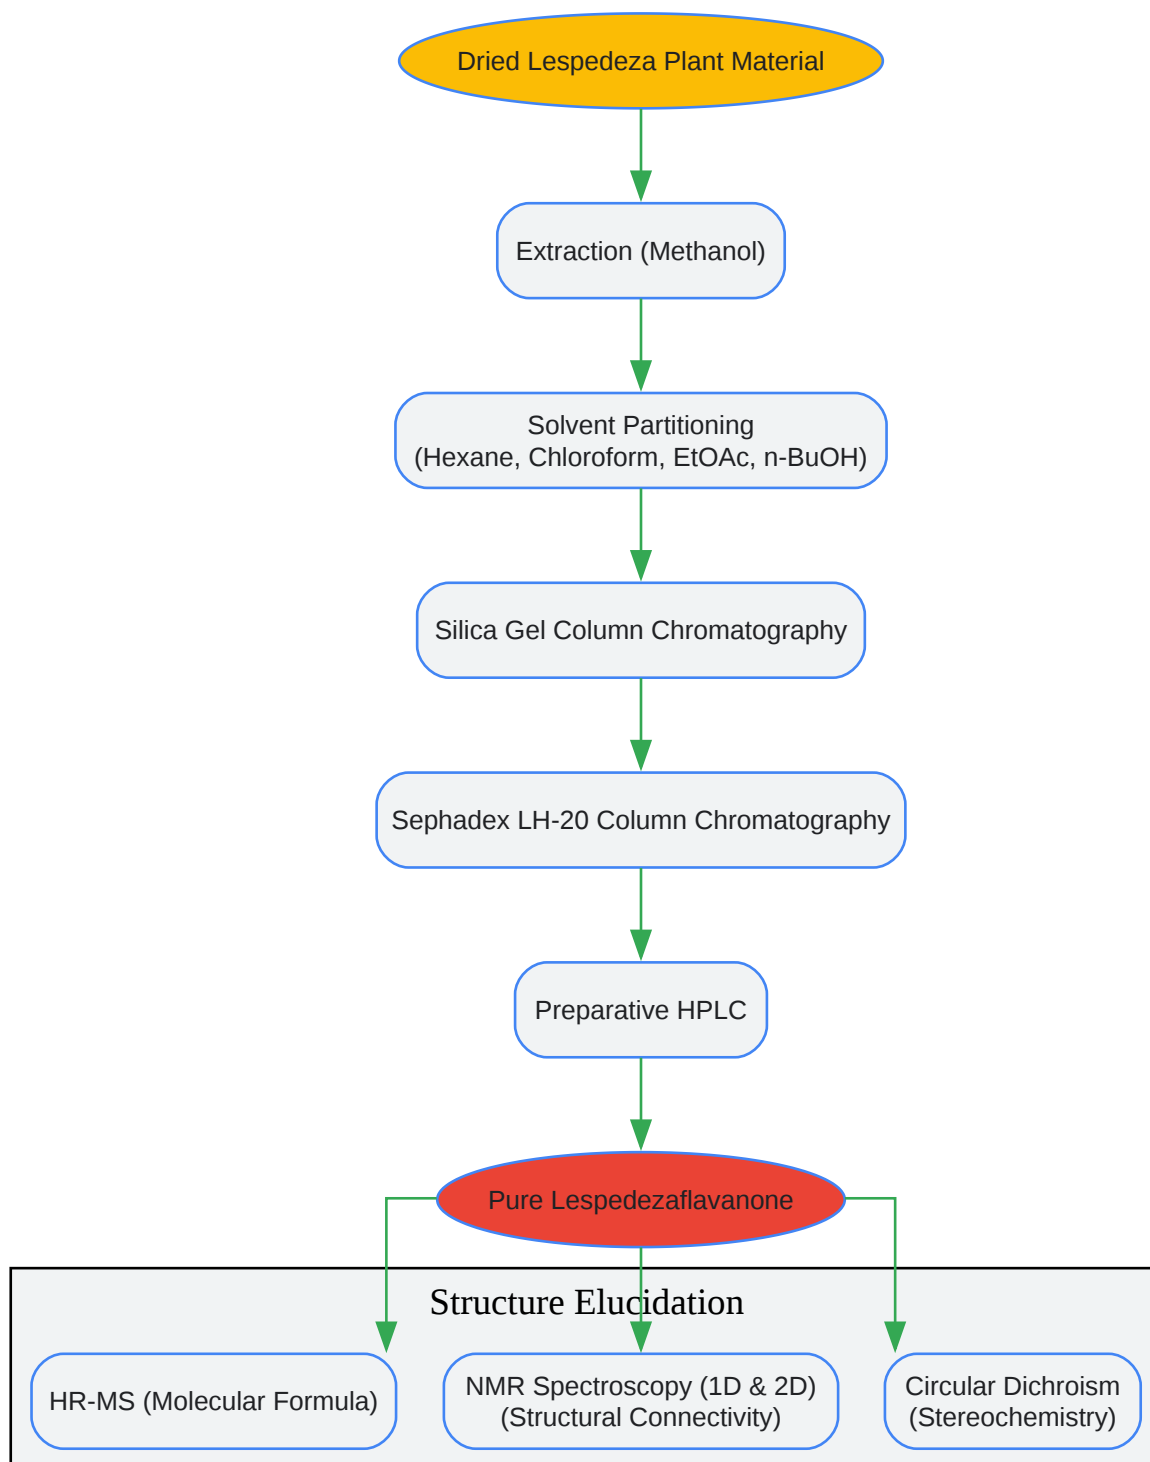 Dried Lespedeza Plant Material
Extraction (Methanol)
Solvent Partitioning
(Hexane, Chloroform, EtOAc, n-BuOH)
Silica Gel Column Chromatography
Sephadex LH-20 Column Chromatography
Preparative HPLC
Pure Lespedezaflavanone
Structure Elucidation
HR-MS (Molecular Formula)
NMR Spectroscopy (1D & 2D)
(Structural Connectivity)
Circular Dichroism
(Stereochemistry)